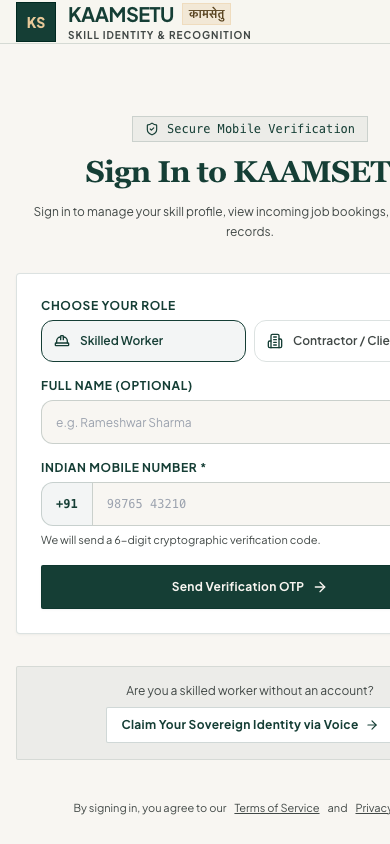 KS
KAAMSETU कामसेतु
SKILL IDENTITY & RECOGNITION
Secure Mobile Verification
Sign In to KAAMSET
Sign in to manage your skill profile, view incoming job bookings,
records.
CHOOSE YOUR ROLE
Skilled Worker
Contractor / Clie
FULL NAME (OPTIONAL)
e.g. Rameshwar Sharma
INDIAN MOBILE NUMBER *
+91 98765 43210
We will send a 6-digit cryptographic verification code.
Send Verification OTP →
Are you a skilled worker without an account?
Claim Your Sovereign Identity via Voice →
By signing in, you agree to our Terms of Service and Privacy